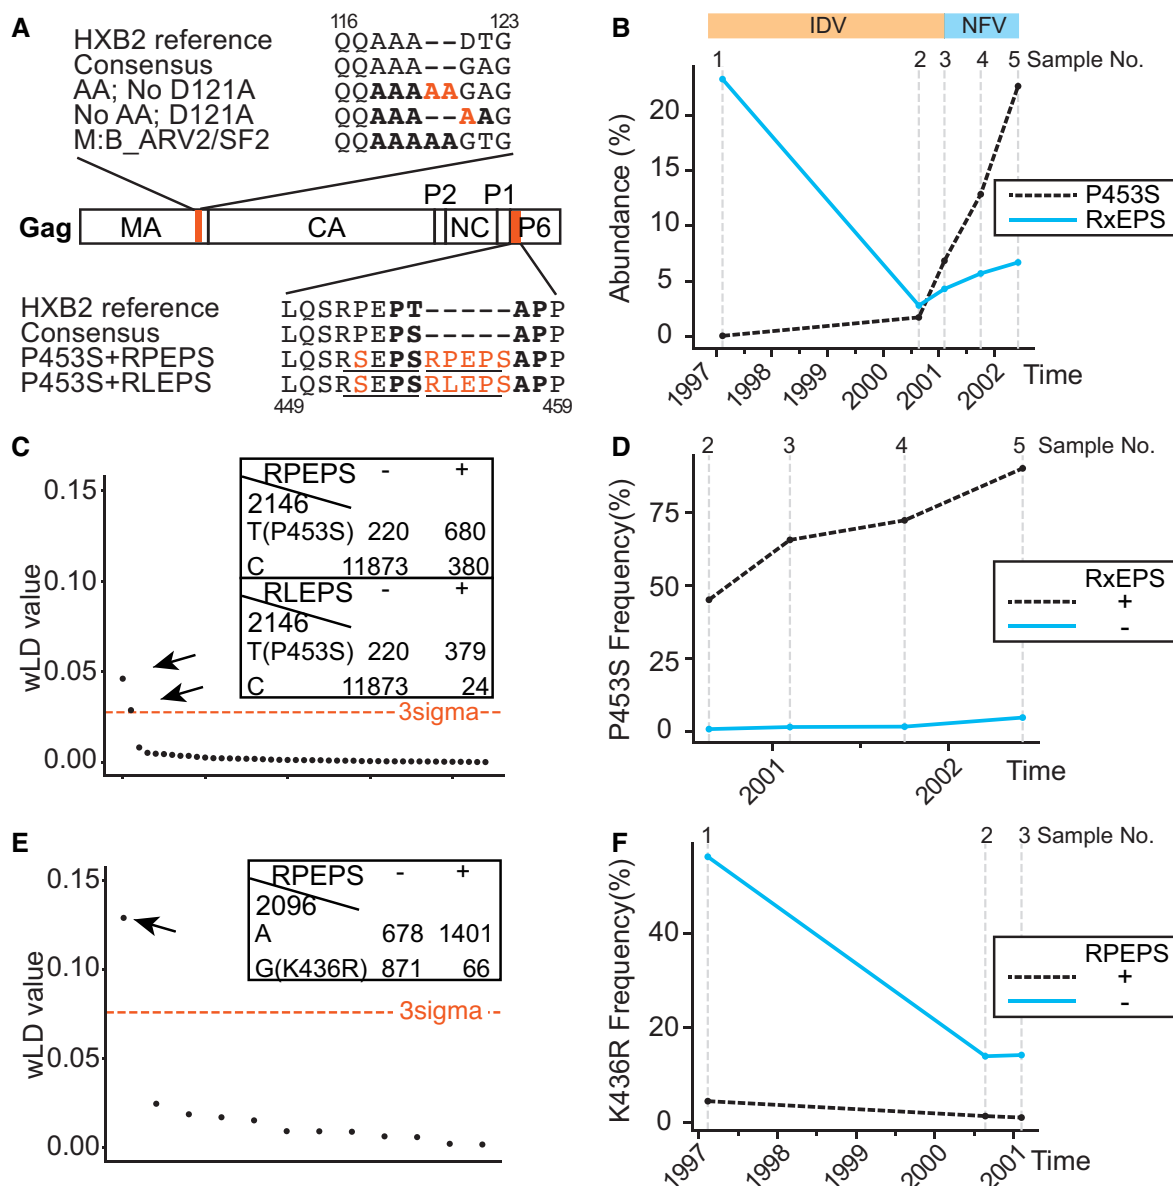 A
116 123
HXB2 reference QQAAA--DTG
Consensus QQAAA--GAG
AA; No D121A QQAAAAAGAG
No AA; D121A QQAAA--AAG
M:B_ARV2/SF2 QQAAAAAGTG
P2 P1
Gag MA CA NC P6
HXB2 reference LQSRPEPT-----APP
Consensus LQSRPEPS-----APP
P453S+RPEPS LQSRSEPSRPEPSAPP
P453S+RLEPS LQSRSEPSRLEPSAPP
449 459
B
IDV NFV
1 2 3 4 5 Sample No.
Abundance (%)
20
15
10
5
0
P453S
RxEPS
1997 1998 1999 2000 2001 2002 Time
C
wLD value
0.15
0.10
0.05
0.00
RPEPS - +
2146
T(P453S) 220 680
C 11873 380
RLEPS - +
2146
T(P453S) 220 379
C 11873 24
3sigma
D
2 3 4 5 Sample No.
P453S Frequency(%)
75
50
25
0
RxEPS
+
-
2001 2002 Time
E
wLD value
0.15
0.10
0.05
0.00
RPEPS - +
2096
A 678 1401
G(K436R) 871 66
3sigma
F
1 2 3 Sample No.
K436R Frequency(%)
40
20
0
RPEPS
+
-
1997 1998 1999 2000 2001 Time